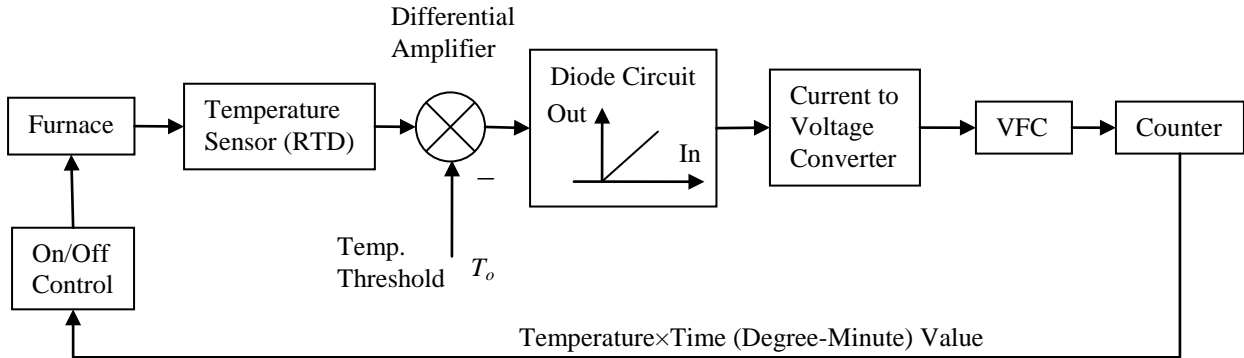 Differential
Amplifier
Furnace
Temperature
Sensor (RTD)
−
Temp.
Threshold
T₀
Diode Circuit
Out
In
Current to
Voltage
Converter
VFC
Counter
On/Off
Control
Temperature×Time (Degree-Minute) Value